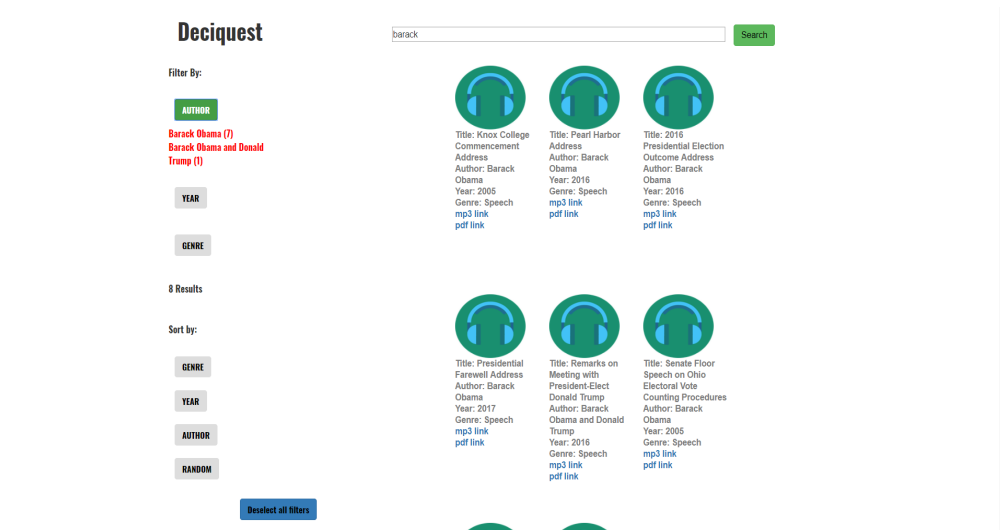 Deciquest
barack
Search
Filter By:
AUTHOR
Barack Obama (7)
Barack Obama and Donald
Trump (1)
YEAR
GENRE
8 Results
Sort by:
GENRE
YEAR
AUTHOR
RANDOM
Deselect all filters
Title: Knox College
Commencement
Address
Author: Barack
Obama
Year: 2005
Genre: Speech
mp3 link
pdf link
Title: Pearl Harbor
Address
Author: Barack
Obama
Year: 2016
Genre: Speech
mp3 link
pdf link
Title: 2016
Presidential Election
Outcome Address
Author: Barack
Obama
Year: 2016
Genre: Speech
mp3 link
pdf link
Title: Presidential
Farewell Address
Author: Barack
Obama
Year: 2017
Genre: Speech
mp3 link
pdf link
Title: Remarks on
Meeting with
President-Elect
Donald Trump
Author: Barack
Obama and Donald
Trump
Year: 2016
Genre: Speech
mp3 link
pdf link
Title: Senate Floor
Speech on Ohio
Electoral Vote
Counting Procedures
Author: Barack
Obama
Year: 2005
Genre: Speech
mp3 link
pdf link